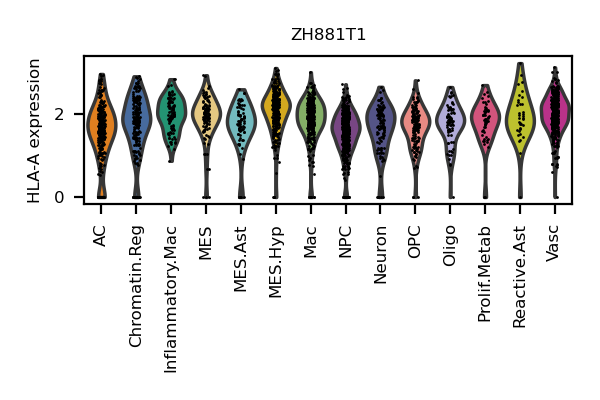 ZH881T1
HLA-A expression
2
0
AC
Chromatin.Reg
Inflammatory.Mac
MES
MES.Ast
MES.Hyp
Mac
NPC
Neuron
OPC
Oligo
Prolif.Metab
Reactive.Ast
Vasc